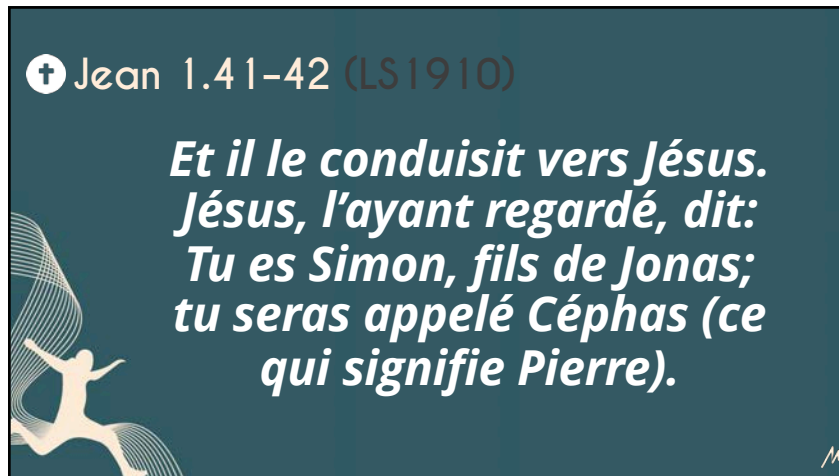 Jean 1.41-42 (LS1910)
Et il le conduisit vers Jésus.
Jésus, l’ayant regardé, dit:
Tu es Simon, fils de Jonas;
tu seras appelé Céphas (ce
qui signifie Pierre).